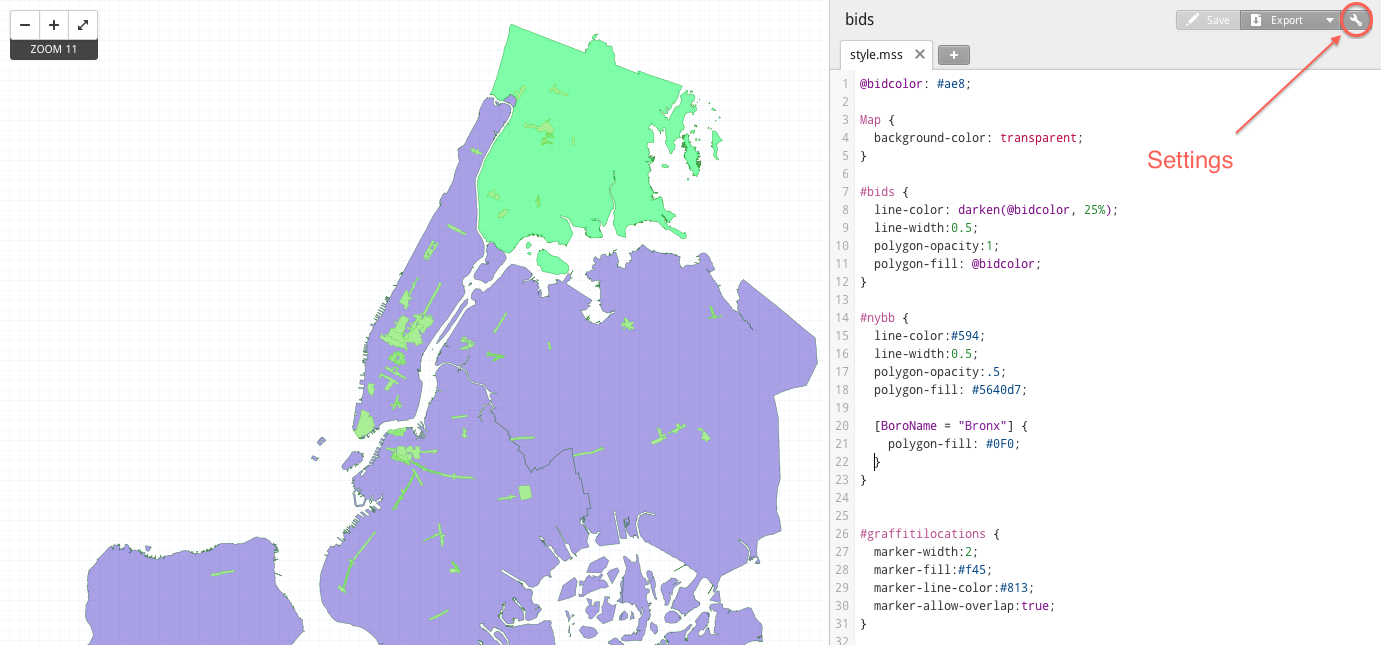 − + ⤢
ZOOM 11
bids
Save Export
style.mss ✕ +
Settings
1 @bidcolor: #ae8;
2
3 Map {
4   background-color: transparent;
5 }
6
7 #bids {
8   line-color: darken(@bidcolor, 25%);
9   line-width:0.5;
10   polygon-opacity:1;
11   polygon-fill: @bidcolor;
12 }
13
14 #nybb {
15   line-color:#594;
16   line-width:0.5;
17   polygon-opacity:.5;
18   polygon-fill: #5640d7;
19
20   [BoroName = "Bronx"] {
21     polygon-fill: #0F0;
22   }
23 }
24
25
26 #graffitilocations {
27   marker-width:2;
28   marker-fill:#f45;
29   marker-line-color:#813;
30   marker-allow-overlap:true;
31 }
32